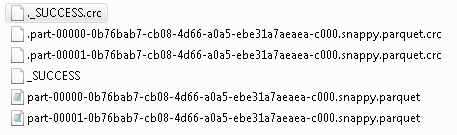 ._SUCCESS.crc
.part-00000-0b76bab7-cb08-4d66-a0a5-ebe31a7aeaea-c000.snappy.parquet.crc
.part-00001-0b76bab7-cb08-4d66-a0a5-ebe31a7aeaea-c000.snappy.parquet.crc
_SUCCESS
part-00000-0b76bab7-cb08-4d66-a0a5-ebe31a7aeaea-c000.snappy.parquet
part-00001-0b76bab7-cb08-4d66-a0a5-ebe31a7aeaea-c000.snappy.parquet